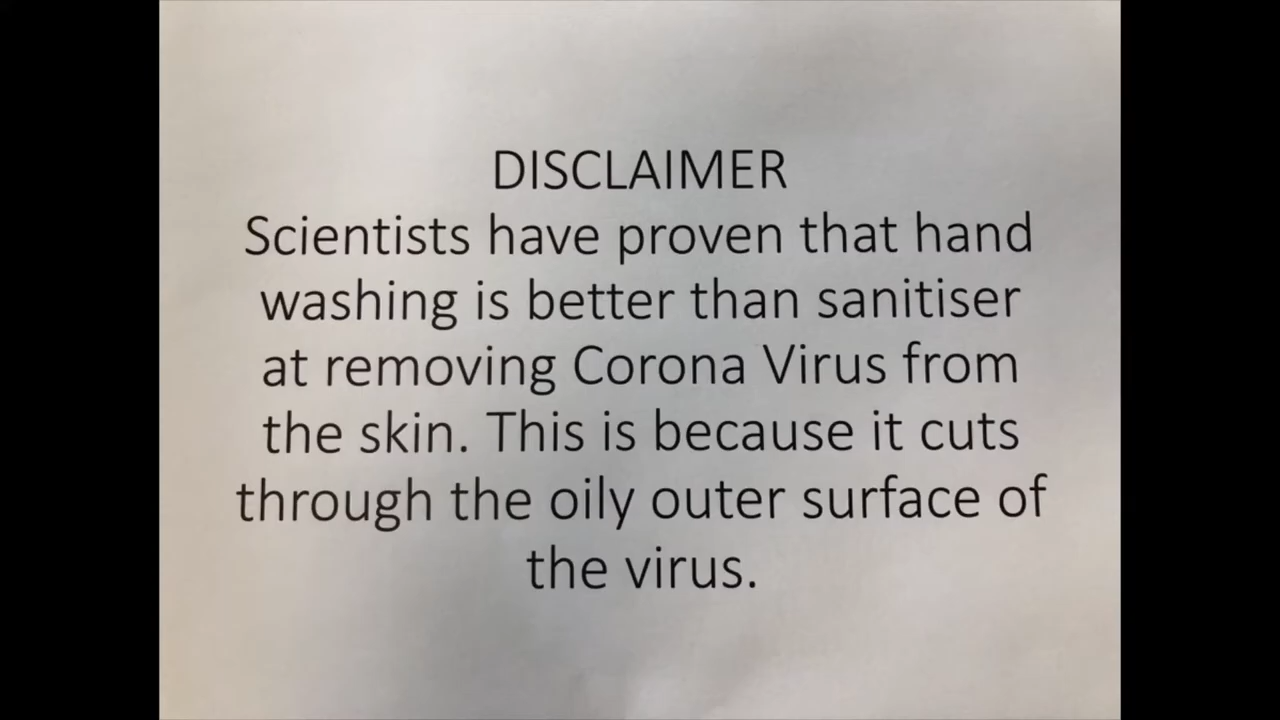 DISCLAIMER
Scientists have proven that hand
washing is better than sanitiser
at removing Corona Virus from
the skin. This is because it cuts
through the oily outer surface of
the virus.